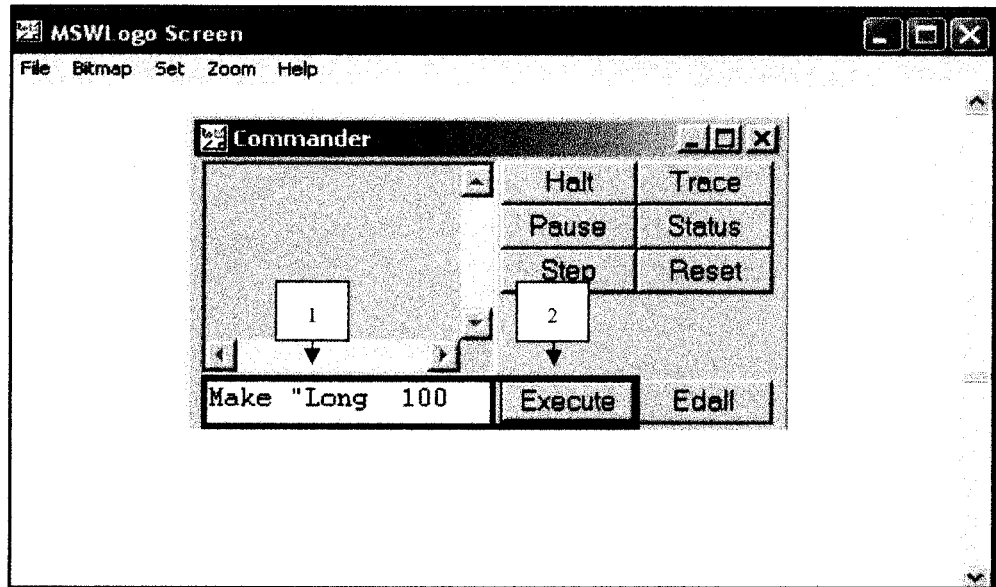 MSWLogo Screen
File Bitmap Set Zoom Help
Commander
Halt Trace
Pause Status
Step Reset
1 2
Make "Long 100 Execute Edall